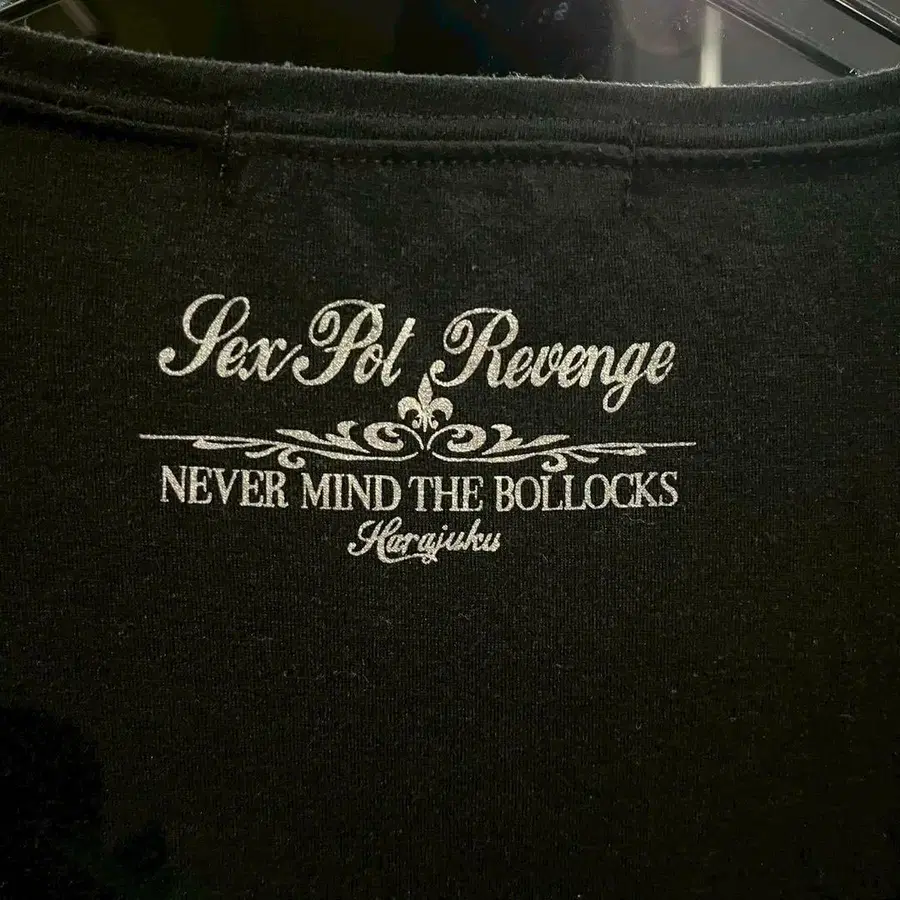 Sex Pot Revenge
NEVER MIND THE BOLLOCKS
Harajuku